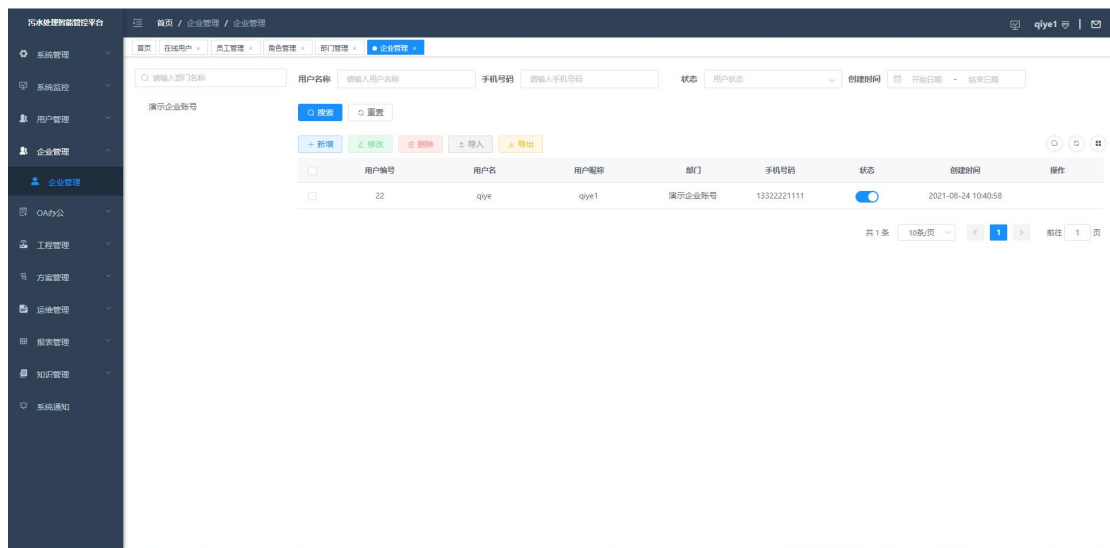 污水处理智能管控平台
首页 / 企业管理 / 企业管理
qiye1
首页 在线用户 × 员工管理 × 角色管理 × 部门管理 × 企业管理 ×
系统管理
系统监控
用户管理
企业管理
企业管理
OA办公
工程管理
方案管理
运维管理
报表管理
知识管理
系统通知
请输入部门名称
演示企业账号
用户名称 请输入用户名称 手机号码 请输入手机号码 状态 用户状态 创建时间 开始日期 - 结束日期
搜索 重置
+ 新增 修改 删除 导入 导出
用户编号 用户名 用户昵称 部门 手机号码 状态 创建时间 操作
22 qiye qiye1 演示企业账号 13322221111 2021-08-24 10:40:58
共 1 条 10条/页 < 1 > 前往 1 页